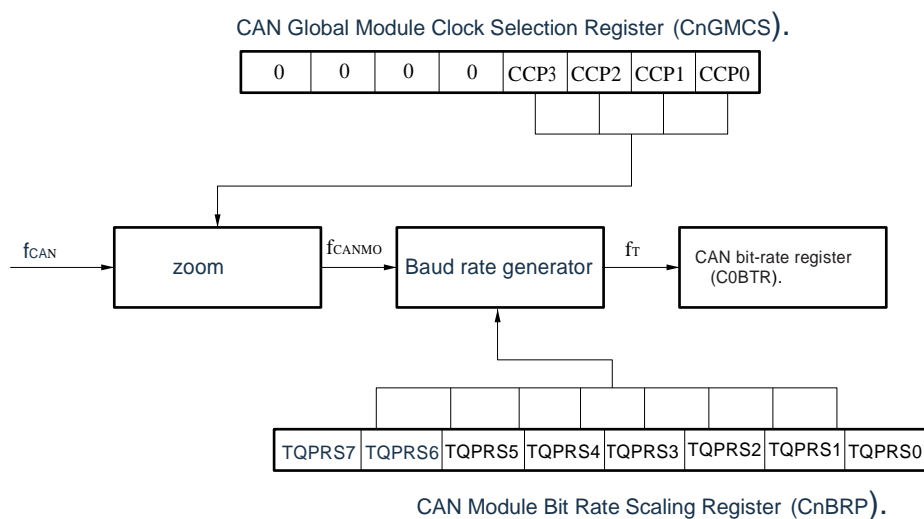 CAN Global Module Clock Selection Register (CnGMCS).
0 0 0 0 CCP3 CCP2 CCP1 CCP0
fCAN
zoom
fCANMO
Baud rate generator
fT
CAN bit-rate register
(C0BTR).
TQPRS7 TQPRS6 TQPRS5 TQPRS4 TQPRS3 TQPRS2 TQPRS1 TQPRS0
CAN Module Bit Rate Scaling Register (CnBRP).